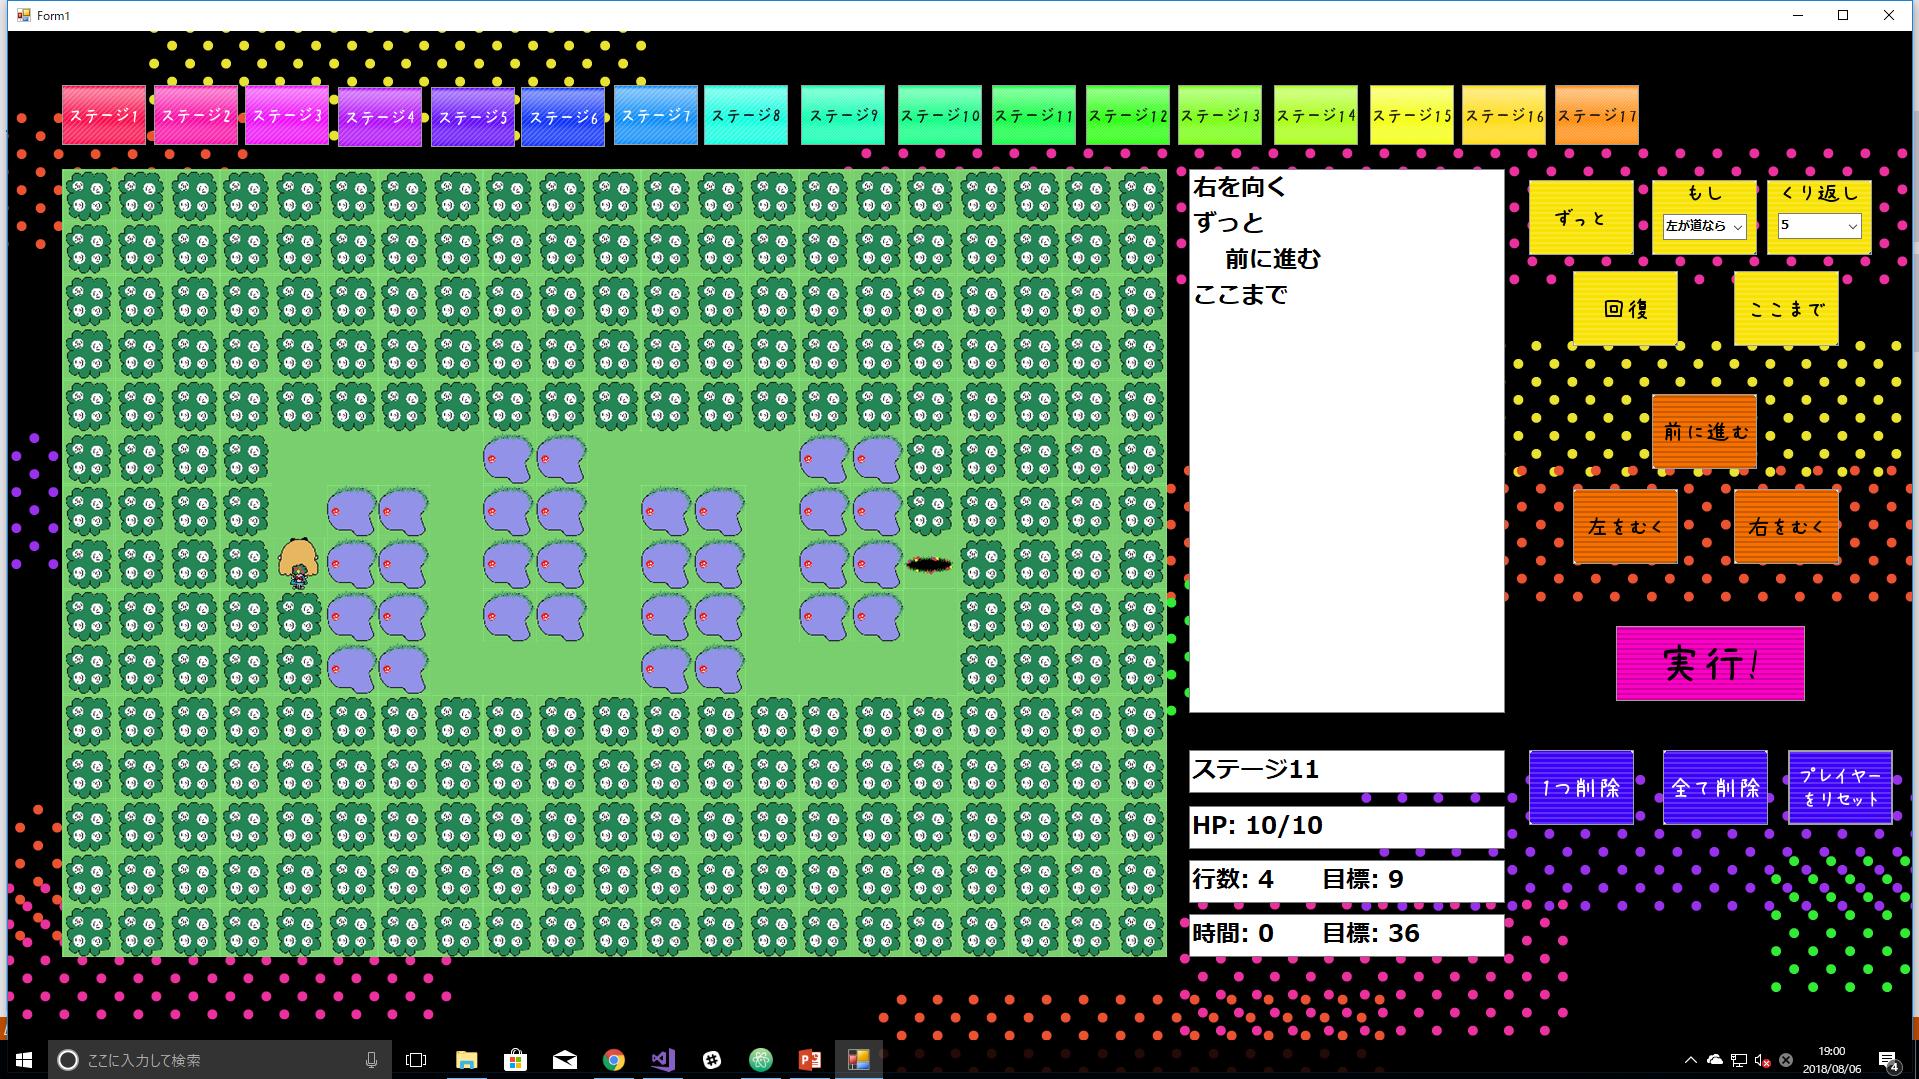 Form1
ステージ1
ステージ2
ステージ3
ステージ4
ステージ5
ステージ6
ステージ7
ステージ8
ステージ9
ステージ10
ステージ11
ステージ12
ステージ13
ステージ14
ステージ15
ステージ16
ステージ17
右を向く
ずっと
前に進む
ここまで
ずっと
もし
左が道なら
くり返し
5
回復
ここまで
前に進む
左をむく
右をむく
実行!
ステージ11
HP: 10/10
行数: 4 目標: 9
時間: 0 目標: 36
1つ削除
全て削除
プレイヤー
をリセット
ここに入力して検索
19:00
2018/08/06
4